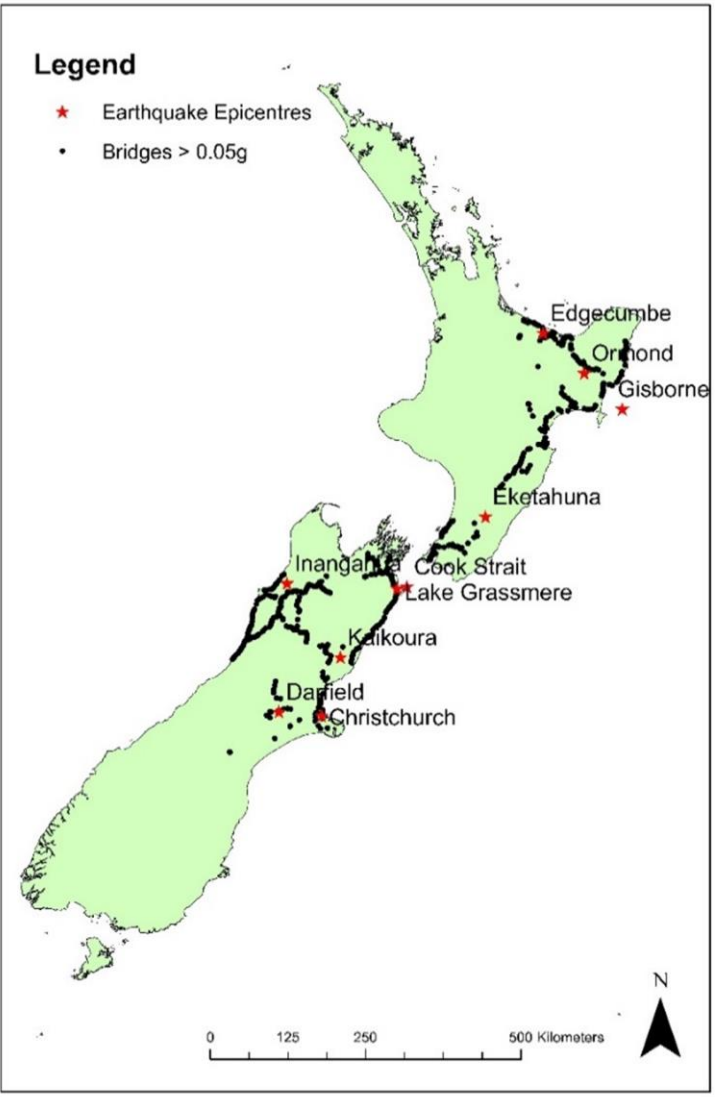 Legend
Earthquake Epicentres
Bridges > 0.05g
Edgecumbe
Ormond
Gisborne
Eketahuna
Inangahua
Cook Strait
Lake Grassmere
Kaikoura
Darfield
Christchurch
N
0 125 250 500 Kilometers